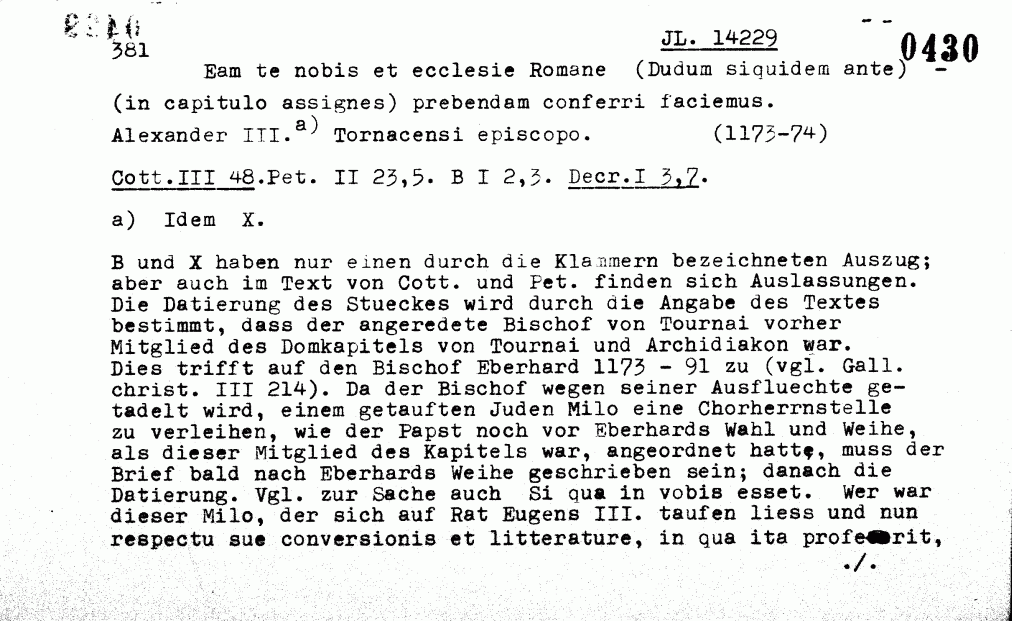 381
JL. 14229
0430
Eam te nobis et ecclesie Romane (Dudum siquidem ante)
(in capitulo assignes) prebendam conferri faciemus.
Alexander III.a) Tornacensi episcopo. (1173-74)
Cott.III 48.Pet. II 23,5. B I 2,3. Decr.I 3,7.
a) Idem X.
B und X haben nur einen durch die Klammern bezeichneten Auszug;
aber auch im Text von Cott. und Pet. finden sich Auslassungen.
Die Datierung des Stueckes wird durch die Angabe des Textes
bestimmt, dass der angeredete Bischof von Tournai vorher
Mitglied des Domkapitels von Tournai und Archidiakon war.
Dies trifft auf den Bischof Eberhard 1173 - 91 zu (vgl. Gall.
christ. III 214). Da der Bischof wegen seiner Ausfluechte ge-
tadelt wird, einem getauften Juden Milo eine Chorherrnstelle
zu verleihen, wie der Papst noch vor Eberhards Wahl und Weihe,
als dieser Mitglied des Kapitels war, angeordnet hatte, muss der
Brief bald nach Eberhards Weihe geschrieben sein; danach die
Datierung. Vgl. zur Sache auch Si qua in vobis esset. Wer war
dieser Milo, der sich auf Rat Eugens III. taufen liess und nun
respectu sue conversionis et litterature, in qua ita
./.